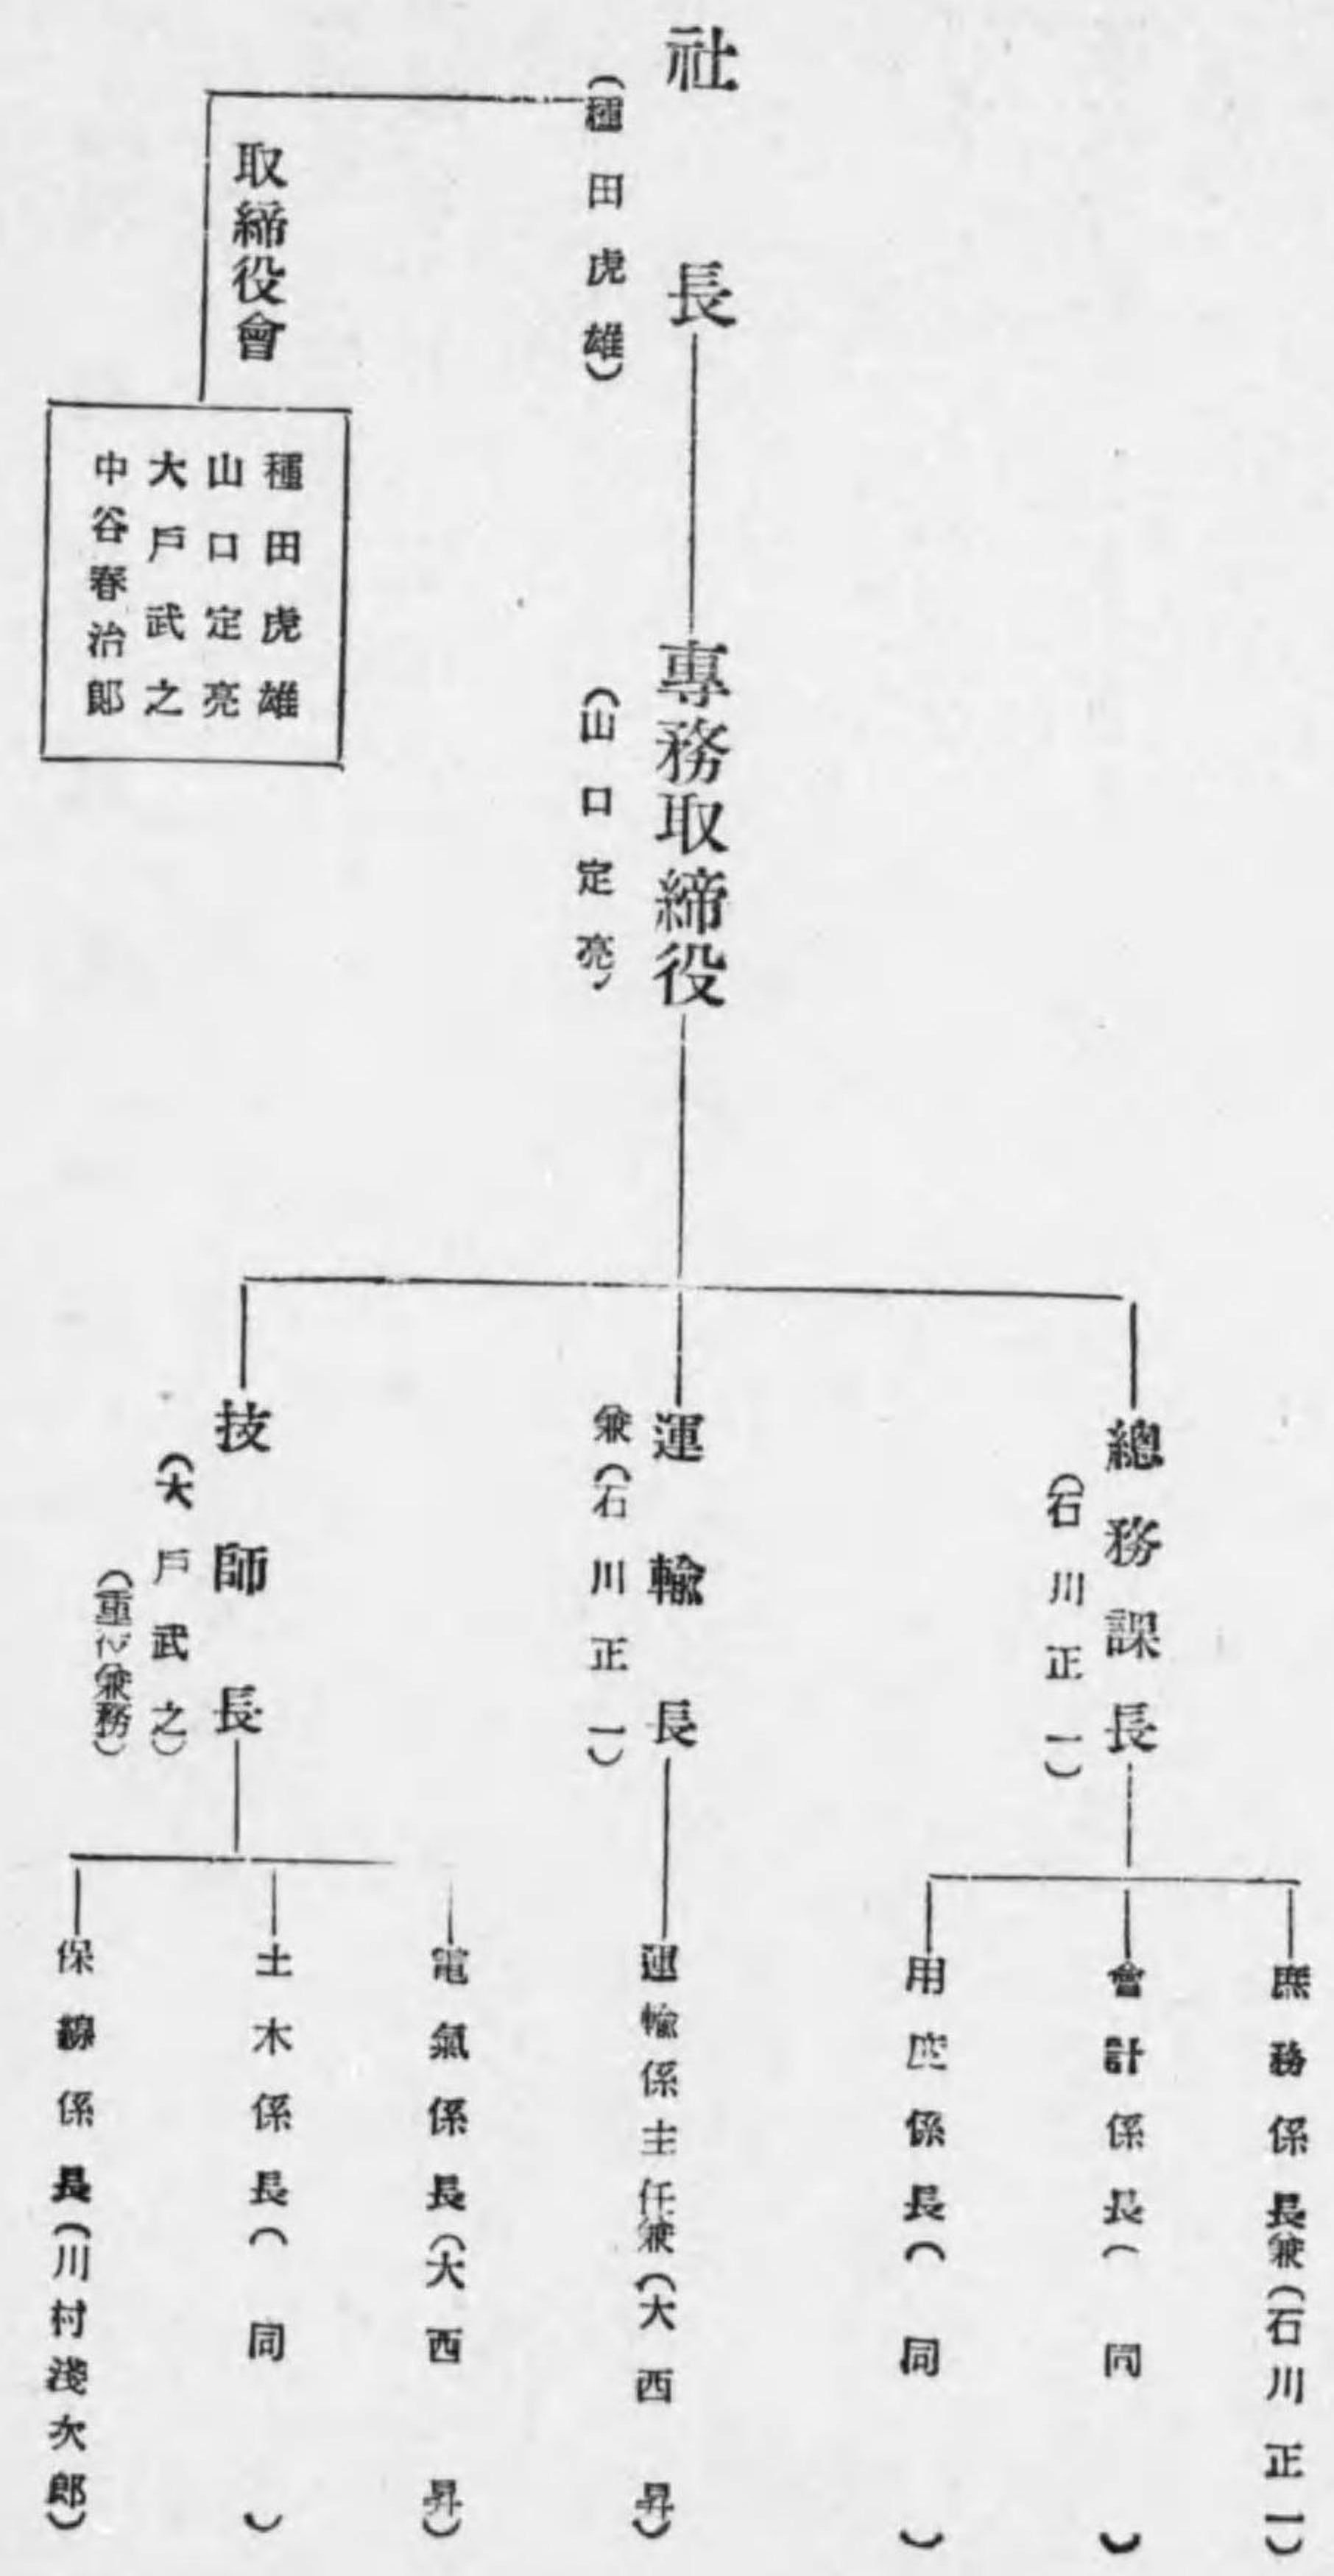 社長
(種田虎雄)
取締役會
種田虎雄
山口定亮
大戶武之
中谷春治郎
專務取締役
(山口定亮)
總務課長
(石川正一)
庶務係長兼(石川正一)
會計係長(同)
用度係長(同)
運輸長
兼(石川正一)
運輸係主任兼(大西昇)
技師長
(大戶武之)
兼務)
電氣係長(大西昇)
土木係長(同)
保線係長(川村淺次郎)